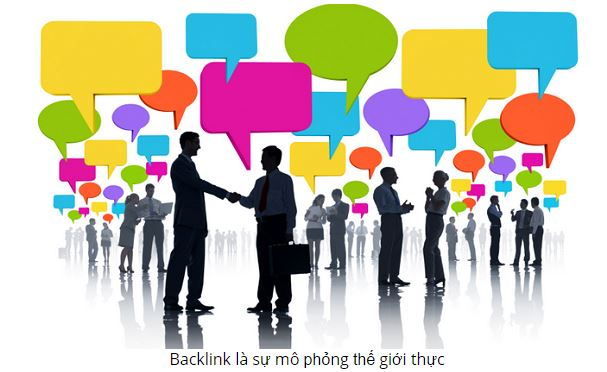 Backlink là sự mô phỏng thế giới thực